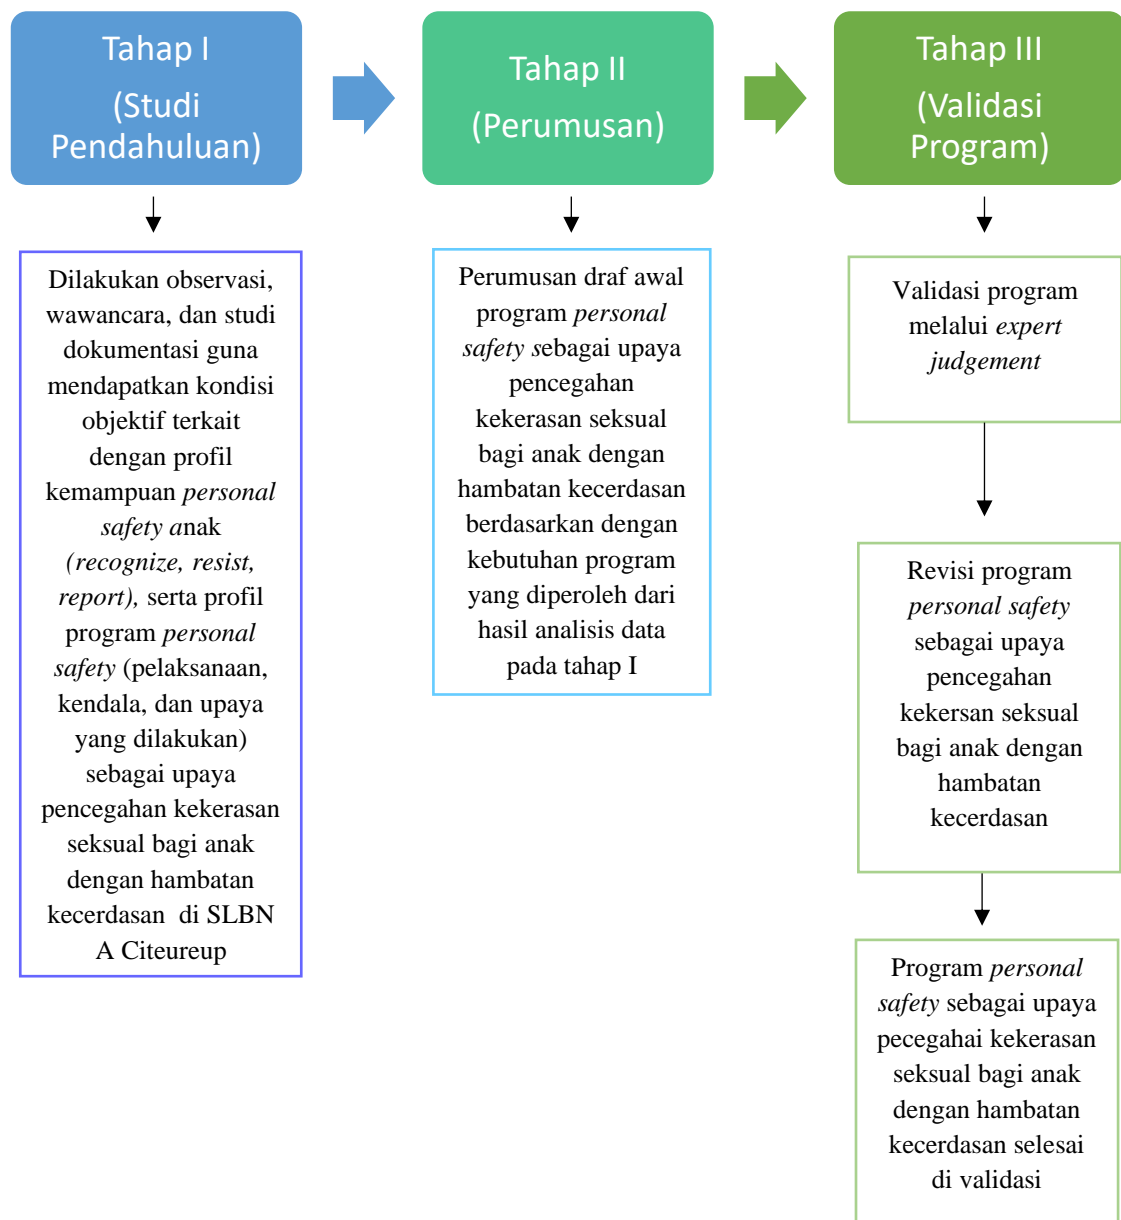 Tahap I
(Studi
Pendahuluan)
Tahap II
(Perumusan)
Tahap III
(Validasi
Program)
Dilakukan observasi,
wawancara, dan studi
dokumentasi guna
mendapatkan kondisi
objektif terkait
dengan profil
kemampuan personal
safety anak
(recognize, resist,
report), serta profil
program personal
safety (pelaksanaan,
kendala, dan upaya
yang dilakukan)
sebagai upaya
pencegahan kekerasan
seksual bagi anak
dengan hambatan
kecerdasan di SLBN
A Citeureup
Perumusan draf awal
program personal
safety sebagai upaya
pencegahan
kekerasan seksual
bagi anak dengan
hambatan kecerdasan
berdasarkan dengan
kebutuhan program
yang diperoleh dari
hasil analisis data
pada tahap I
Validasi program
melalui expert
judgement
Revisi program
personal safety
sebagai upaya
pencegahan
kekersan seksual
bagi anak dengan
hambatan
kecerdasan
Program personal
safety sebagai upaya
pecegahai kekerasan
seksual bagi anak
dengan hambatan
kecerdasan selesai
di validasi